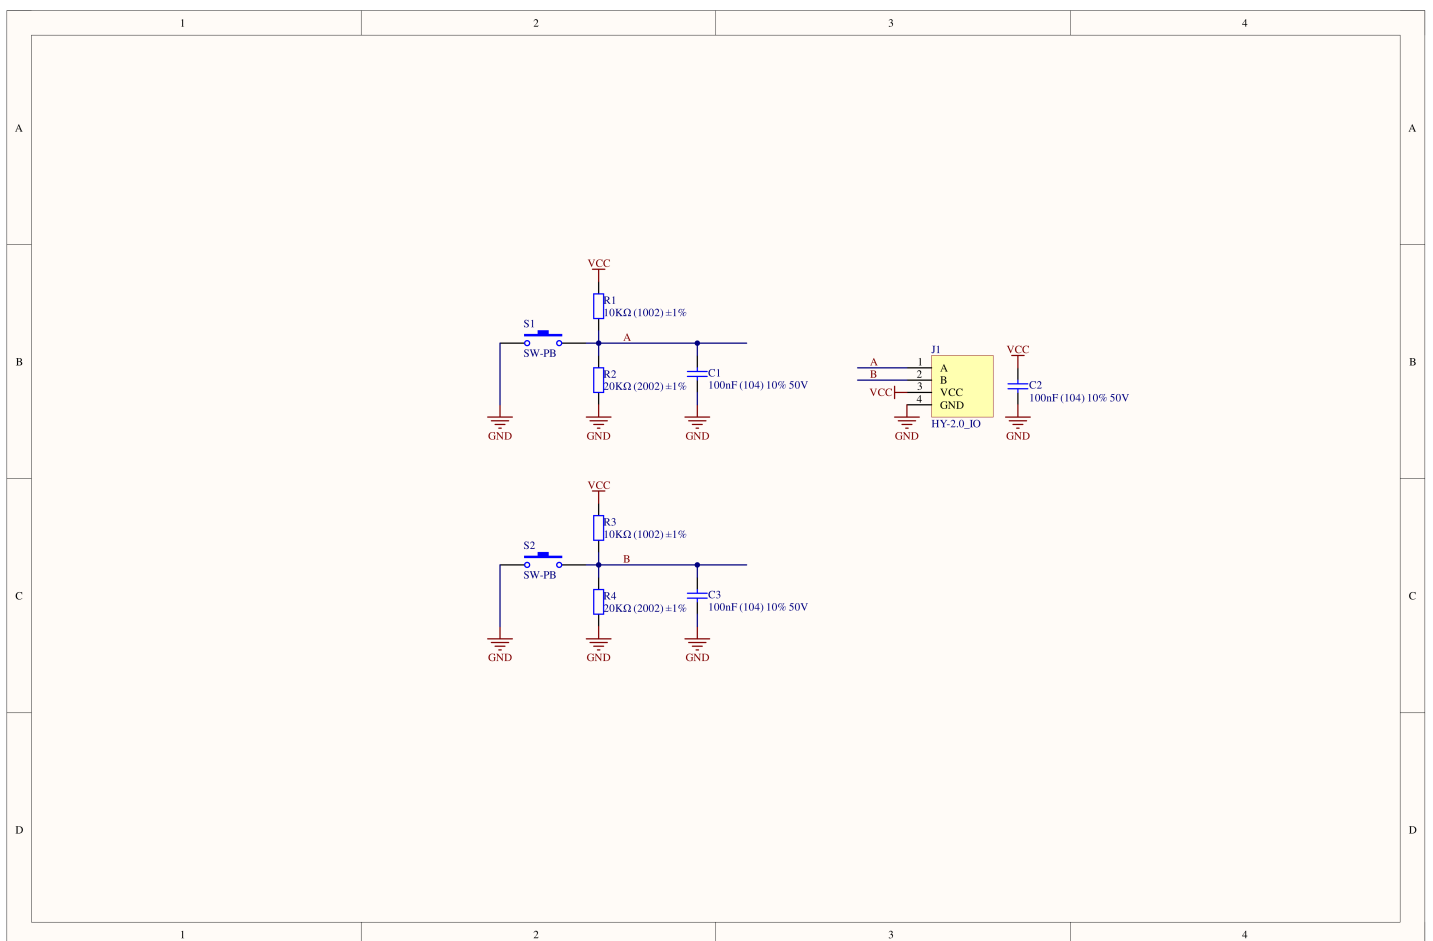 1 2 3 4
A A
VCC
R1
10KΩ (1002) ±1%
S1
SW-PB
A
R2
20KΩ (2002) ±1%
C1
100nF (104) 10% 50V
GND GND GND
B B
J1
A 1 A
B 2 B
VCC 3 VCC
4 GND
GND
HY-2.0_IO
VCC
C2
100nF (104) 10% 50V
GND
VCC
R3
10KΩ (1002) ±1%
S2
SW-PB
B
R4
20KΩ (2002) ±1%
C3
100nF (104) 10% 50V
GND GND GND
C C
D D
1 2 3 4